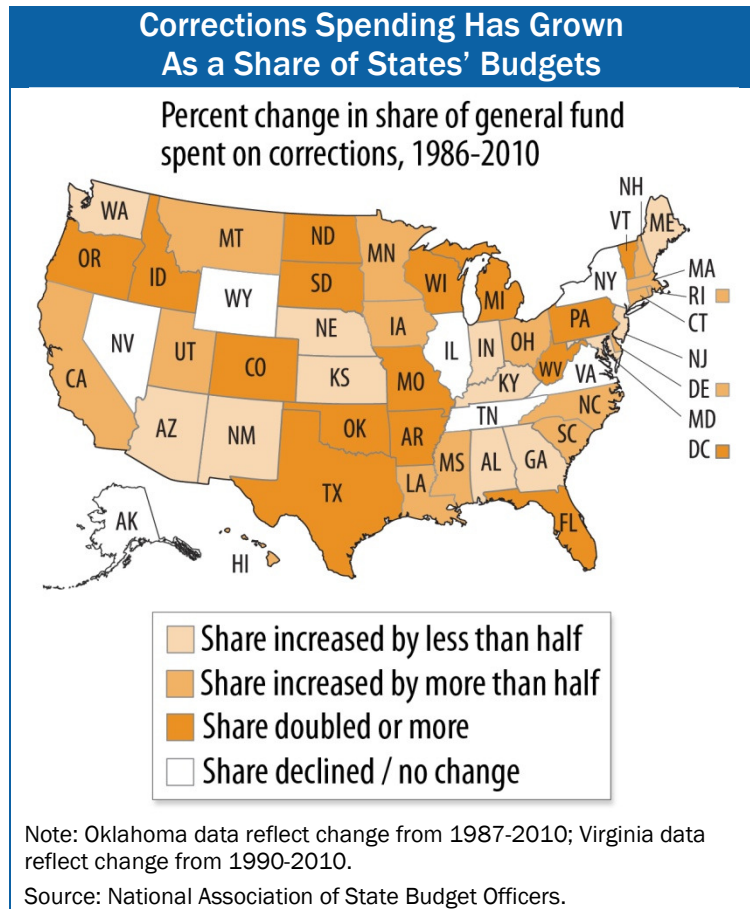 Corrections Spending Has Grown
As a Share of States' Budgets
Percent change in share of general fund
spent on corrections, 1986-2010
NH
WA
VT
ME
MT
ND
MN
OR
ID
SD
WI
MI
NY
MA
RI
CT
WY
NE
IA
PA
NJ
NV
UT
CO
KS
MO
IL
IN
OH
WV
VA
DE
MD
DC
CA
KY
TN
NC
AZ
NM
OK
AR
SC
MS
AL
GA
TX
LA
FL
AK
HI
Share increased by less than half
Share increased by more than half
Share doubled or more
Share declined / no change
Note: Oklahoma data reflect change from 1987-2010; Virginia data
reflect change from 1990-2010.
Source: National Association of State Budget Officers.